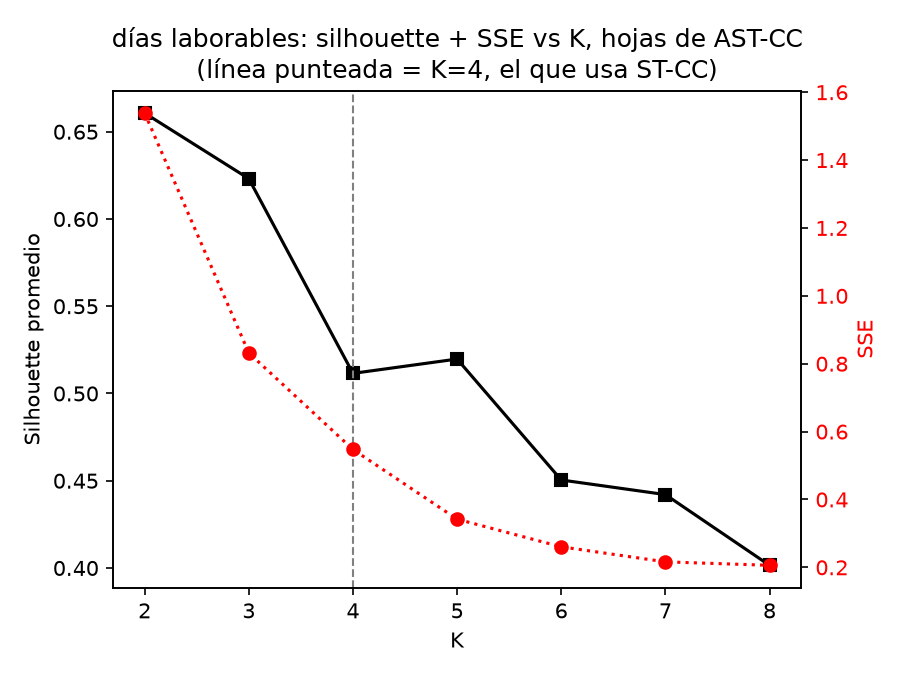 días laborables: silhouette + SSE vs K, hojas de AST-CC
(línea punteada = K=4, el que usa ST-CC)
0.65
0.60
0.55
0.50
0.45
0.40
Silhouette promedio
1.6
1.4
1.2
1.0
0.8
0.6
0.4
0.2
SSE
2 3 4 5 6 7 8
K